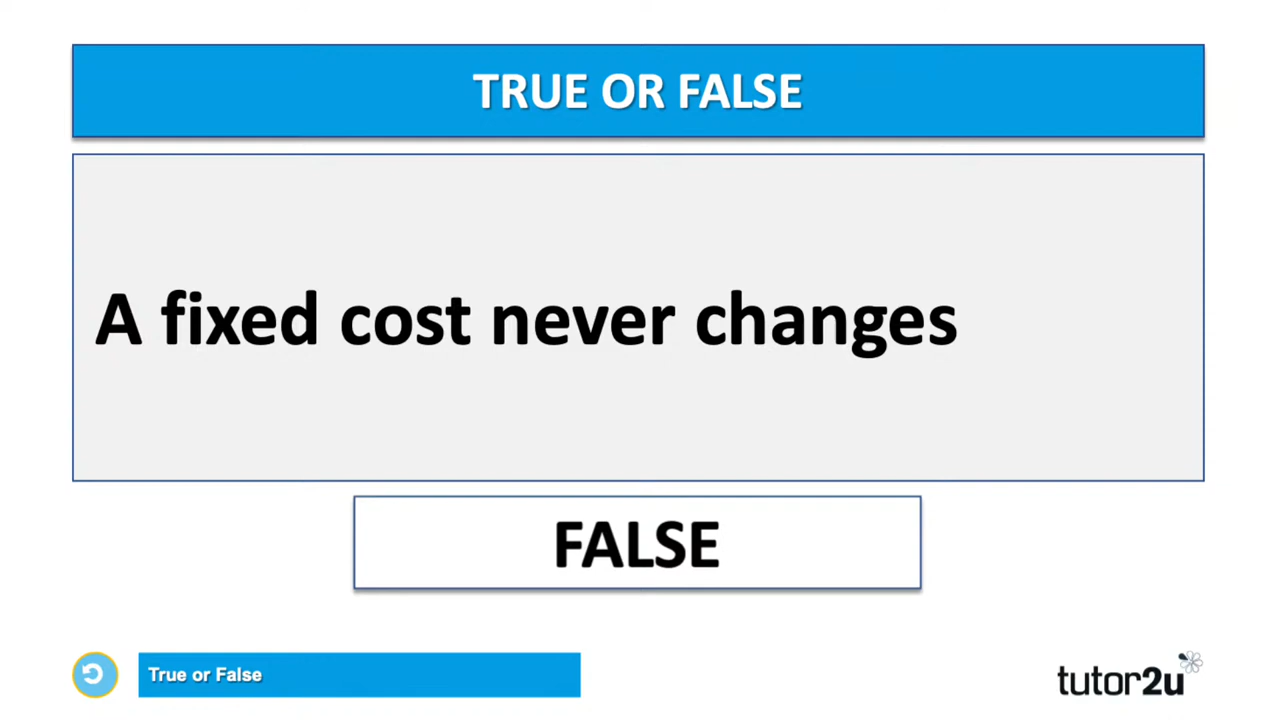 TRUE OR FALSE
A fixed cost never changes
FALSE
True or False
tutor2u